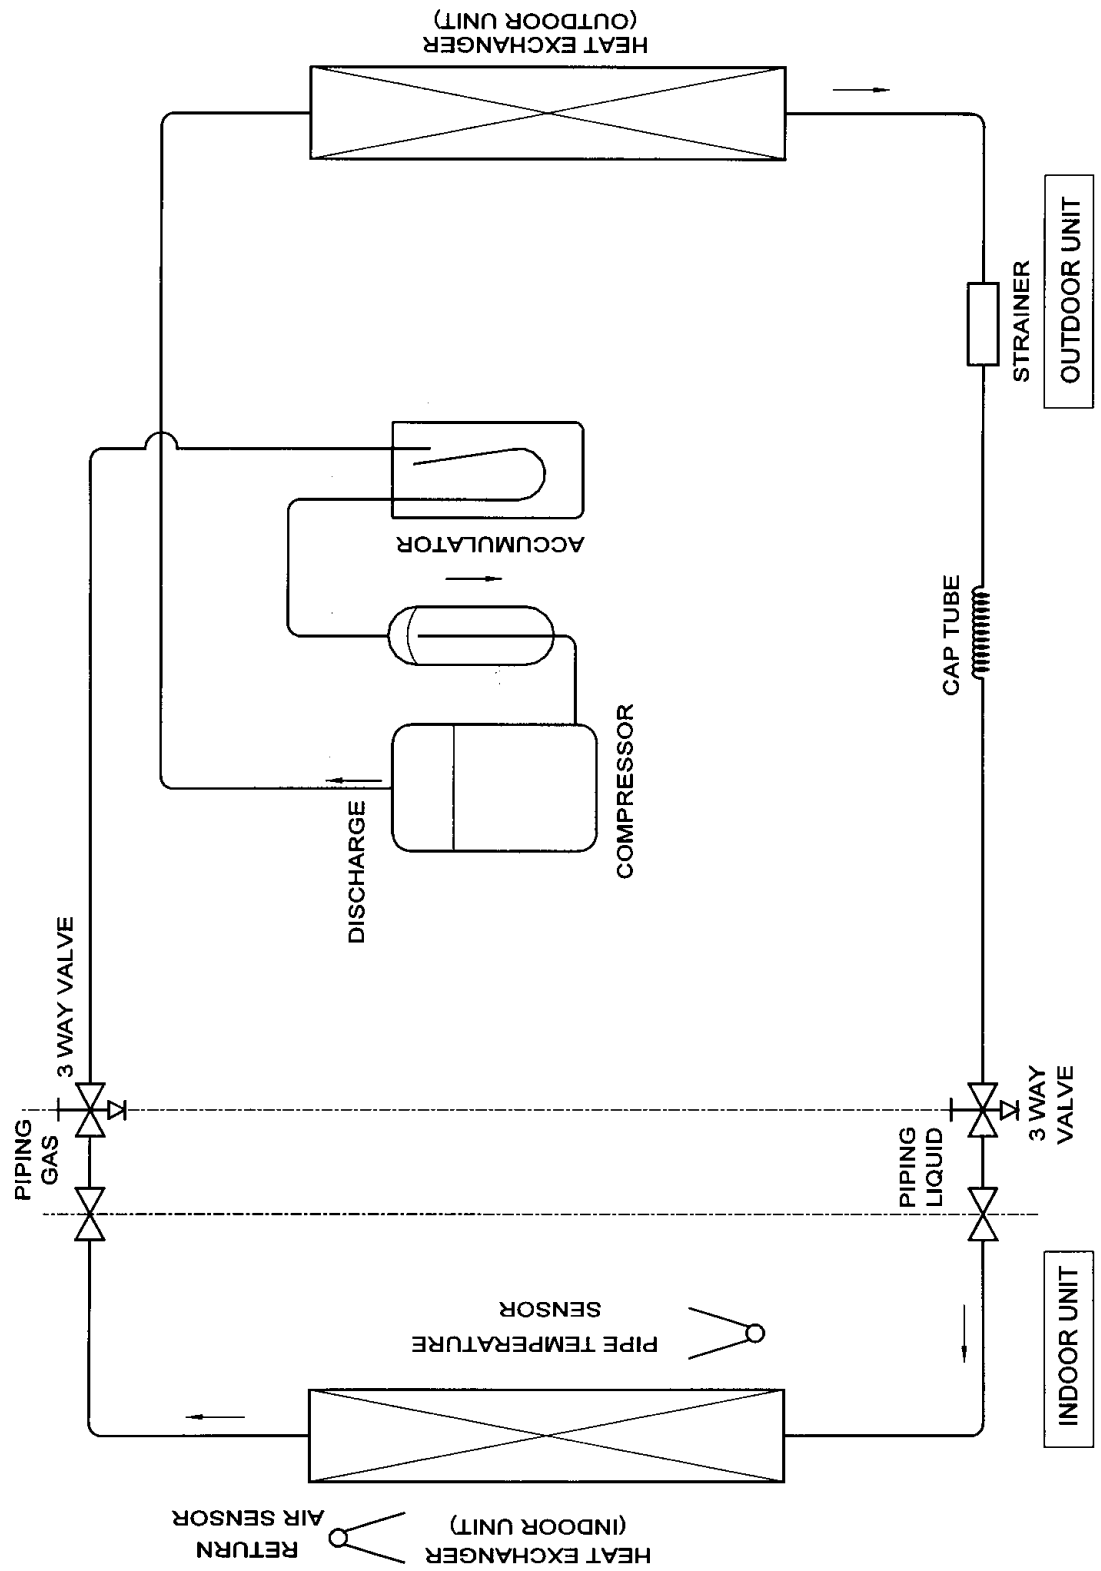 HEAT EXCHANGER
(OUTDOOR UNIT)
OUTDOOR UNIT
STRAINER
ACCUMULATOR
CAP TUBE
COMPRESSOR
DISCHARGE
3 WAY VALVE
PIPING
GAS
3 WAY
VALVE
PIPING
LIQUID
PIPE TEMPERATURE
SENSOR
INDOOR UNIT
RETURN
AIR SENSOR
HEAT EXCHANGER
(INDOOR UNIT)